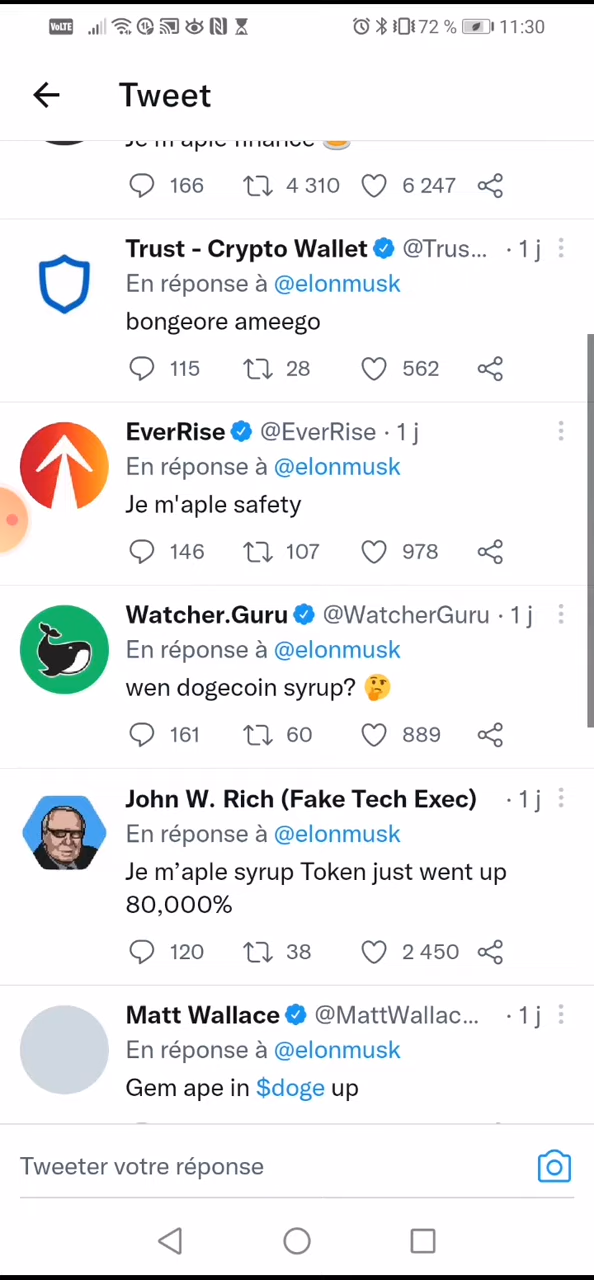 VoLTE 72 % 11:30
Tweet
Je m'aple finance
166 4 310 6 247
Trust - Crypto Wallet @Trus... · 1 j
En réponse à @elonmusk
bongeore ameego
115 28 562
EverRise @EverRise · 1 j
En réponse à @elonmusk
Je m'aple safety
146 107 978
Watcher.Guru @WatcherGuru · 1 j
En réponse à @elonmusk
wen dogecoin syrup? 🤔
161 60 889
John W. Rich (Fake Tech Exec) · 1 j
En réponse à @elonmusk
Je m’aple syrup Token just went up
80,000%
120 38 2 450
Matt Wallace @MattWallac... · 1 j
En réponse à @elonmusk
Gem ape in $doge up
Tweeter votre réponse